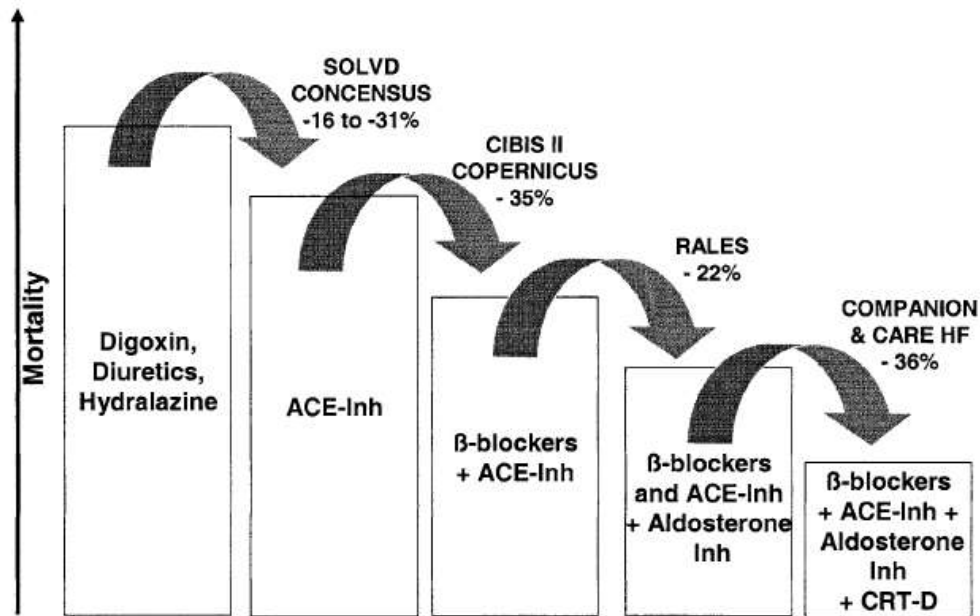 Mortality
Digoxin,
Diuretics,
Hydralazine
SOLVD
CONCENSUS
-16 to -31%
ACE-Inh
CIBIS II
COPERNICUS
- 35%
ß-blockers
+ ACE-Inh
RALES
- 22%
ß-blockers
and ACE-Inh
+ Aldosterone
Inh
COMPANION
& CARE HF
- 36%
ß-blockers
+ ACE-Inh +
Aldosterone
Inh
+ CRT-D